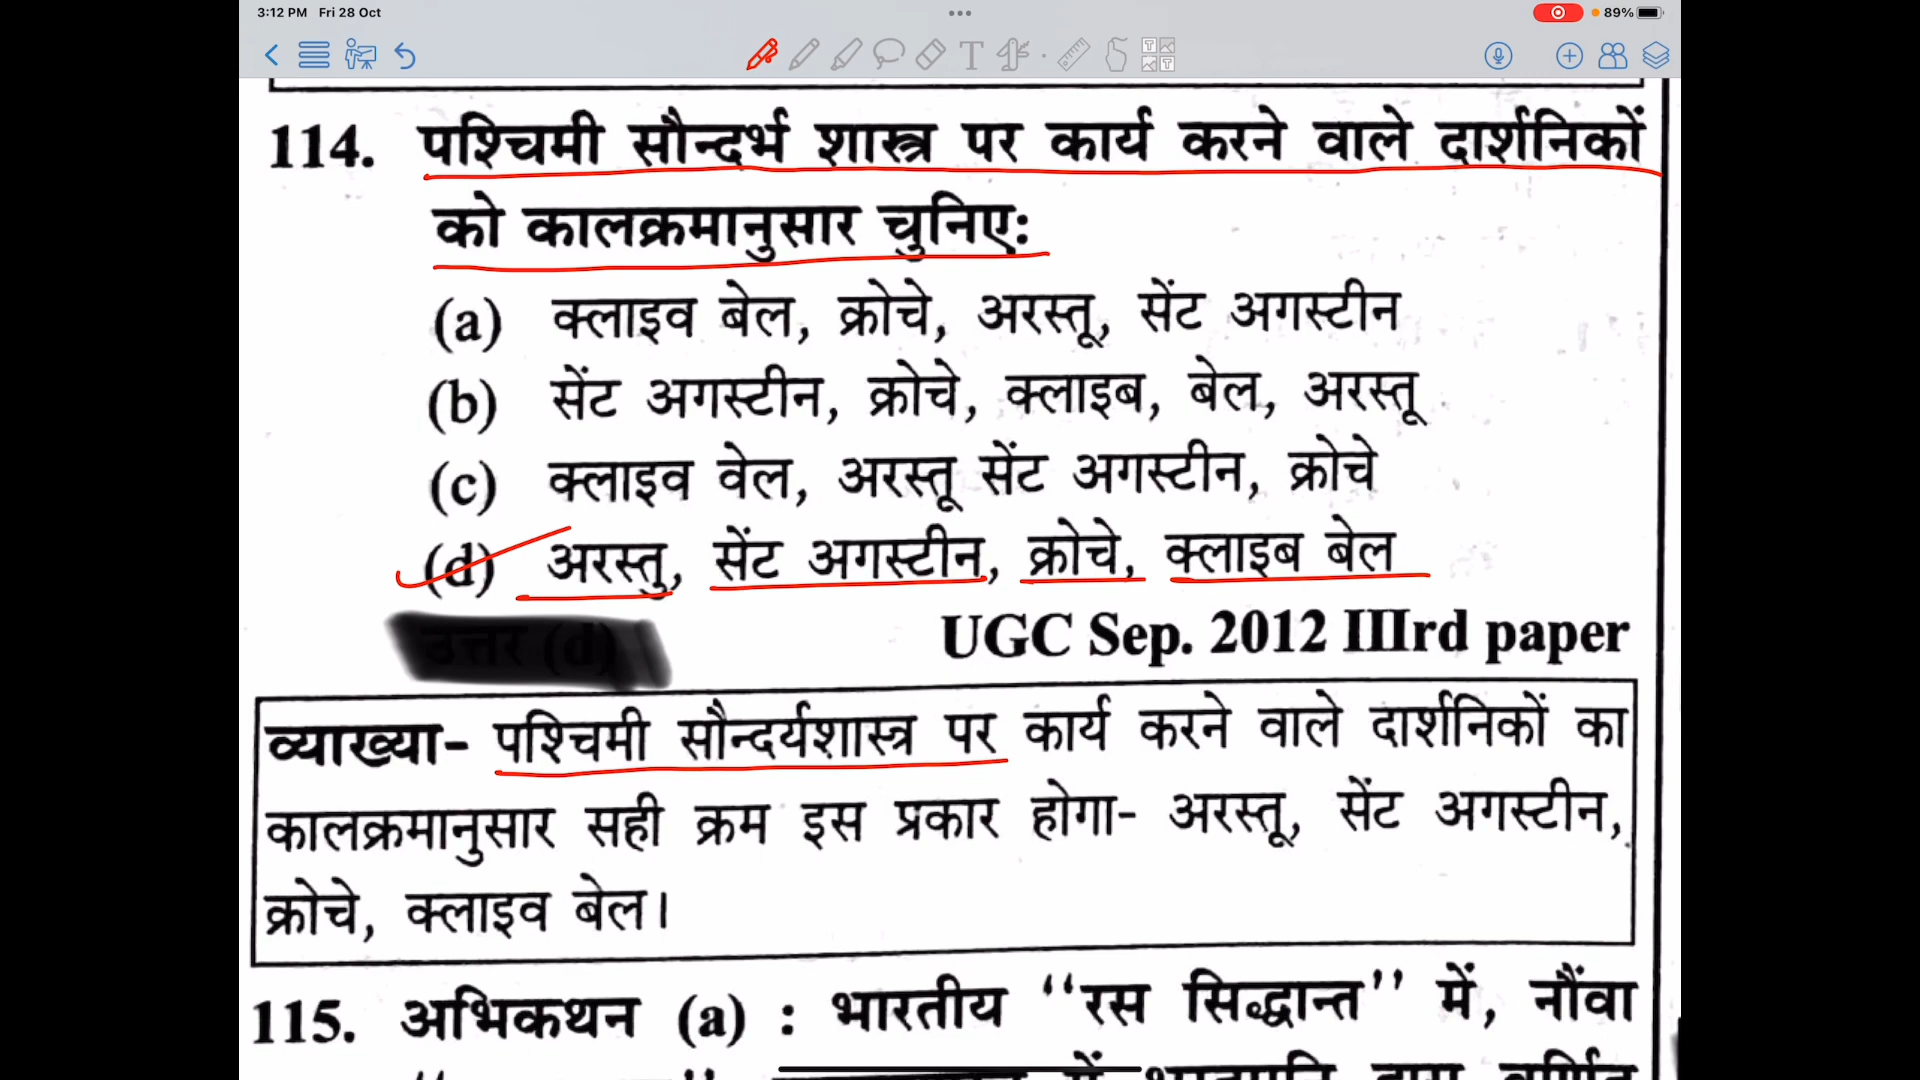 3:12 PM Fri 28 Oct
89%
114. पश्चिमी सौन्दर्भ शास्त्र पर कार्य करने वाले दार्शनिकों
को कालक्रमानुसार चुनिए:
(a) क्लाइव बेल, क्रोचे, अरस्तू, सेंट अगस्टीन
(b) सेंट अगस्टीन, क्रोचे, क्लाइब, बेल, अरस्तू
(c) क्लाइव वेल, अरस्तू सेंट अगस्टीन, क्रोचे
(d) अरस्तु, सेंट अगस्टीन, क्रोचे, क्लाइब बेल
उत्तर (d) UGC Sep. 2012 IIIrd paper
व्याख्या- पश्चिमी सौन्दर्यशास्त्र पर कार्य करने वाले दार्शनिकों का
कालक्रमानुसार सही क्रम इस प्रकार होगा- अरस्तू, सेंट अगस्टीन,
क्रोचे, क्लाइव बेल।
115. अभिकथन (a) : भारतीय ‘‘रस सिद्धान्त’’ में, नौंवा